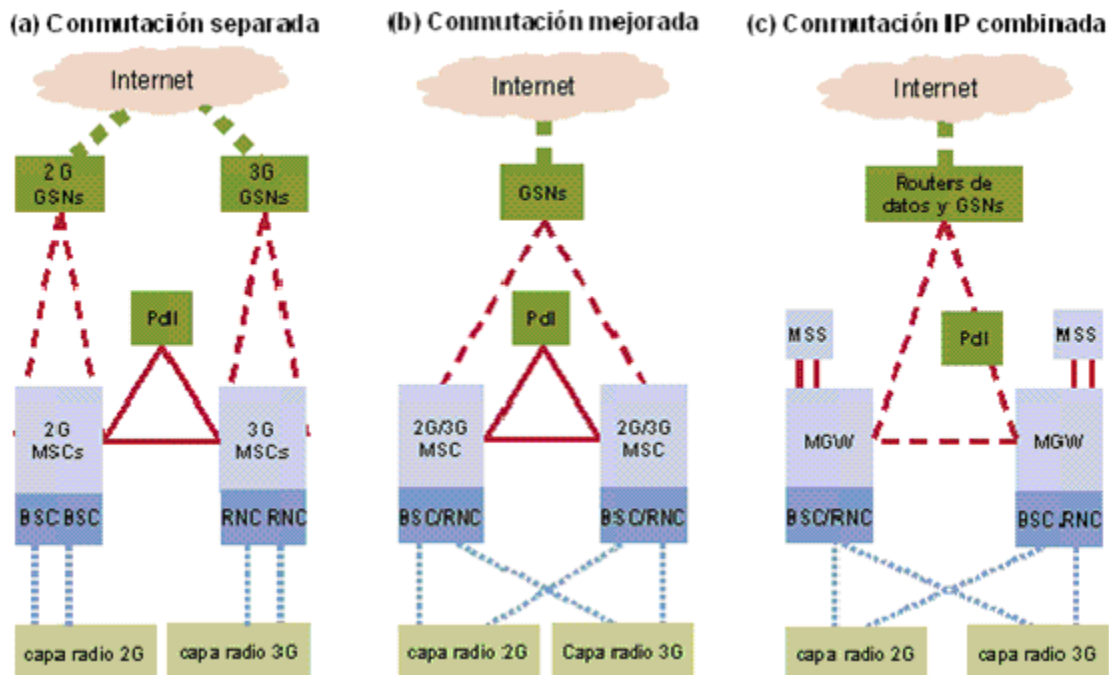 (a) Conmutación separada
Internet
2 G
GSNs
3G
GSNs
PdI
2G
MSCs
3G
MSCs
BSC BSC
RNC RNC
capa radio 2G
capa radio 3G
(b) Conmutación mejorada
Internet
GSNs
PdI
2G/3G
MSC
2G/3G
MSC
BSC/RNC
BSC/RNC
capa radio 2G
Capa radio 3G
(c) Conmutación IP combinada
Internet
Routers de
datos y GSNs
MSS
PdI
MSS
MGW
MGW
BSC/RNC
BSC/RNC
capa radio 2G
capa radio 3G